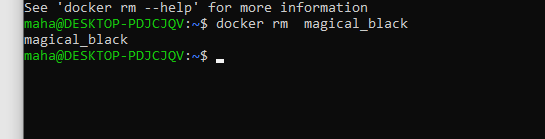 See 'docker rm --help' for more information
maha@DESKTOP-PDJCJQV:~$ docker rm  magical_black
magical_black
maha@DESKTOP-PDJCJQV:~$